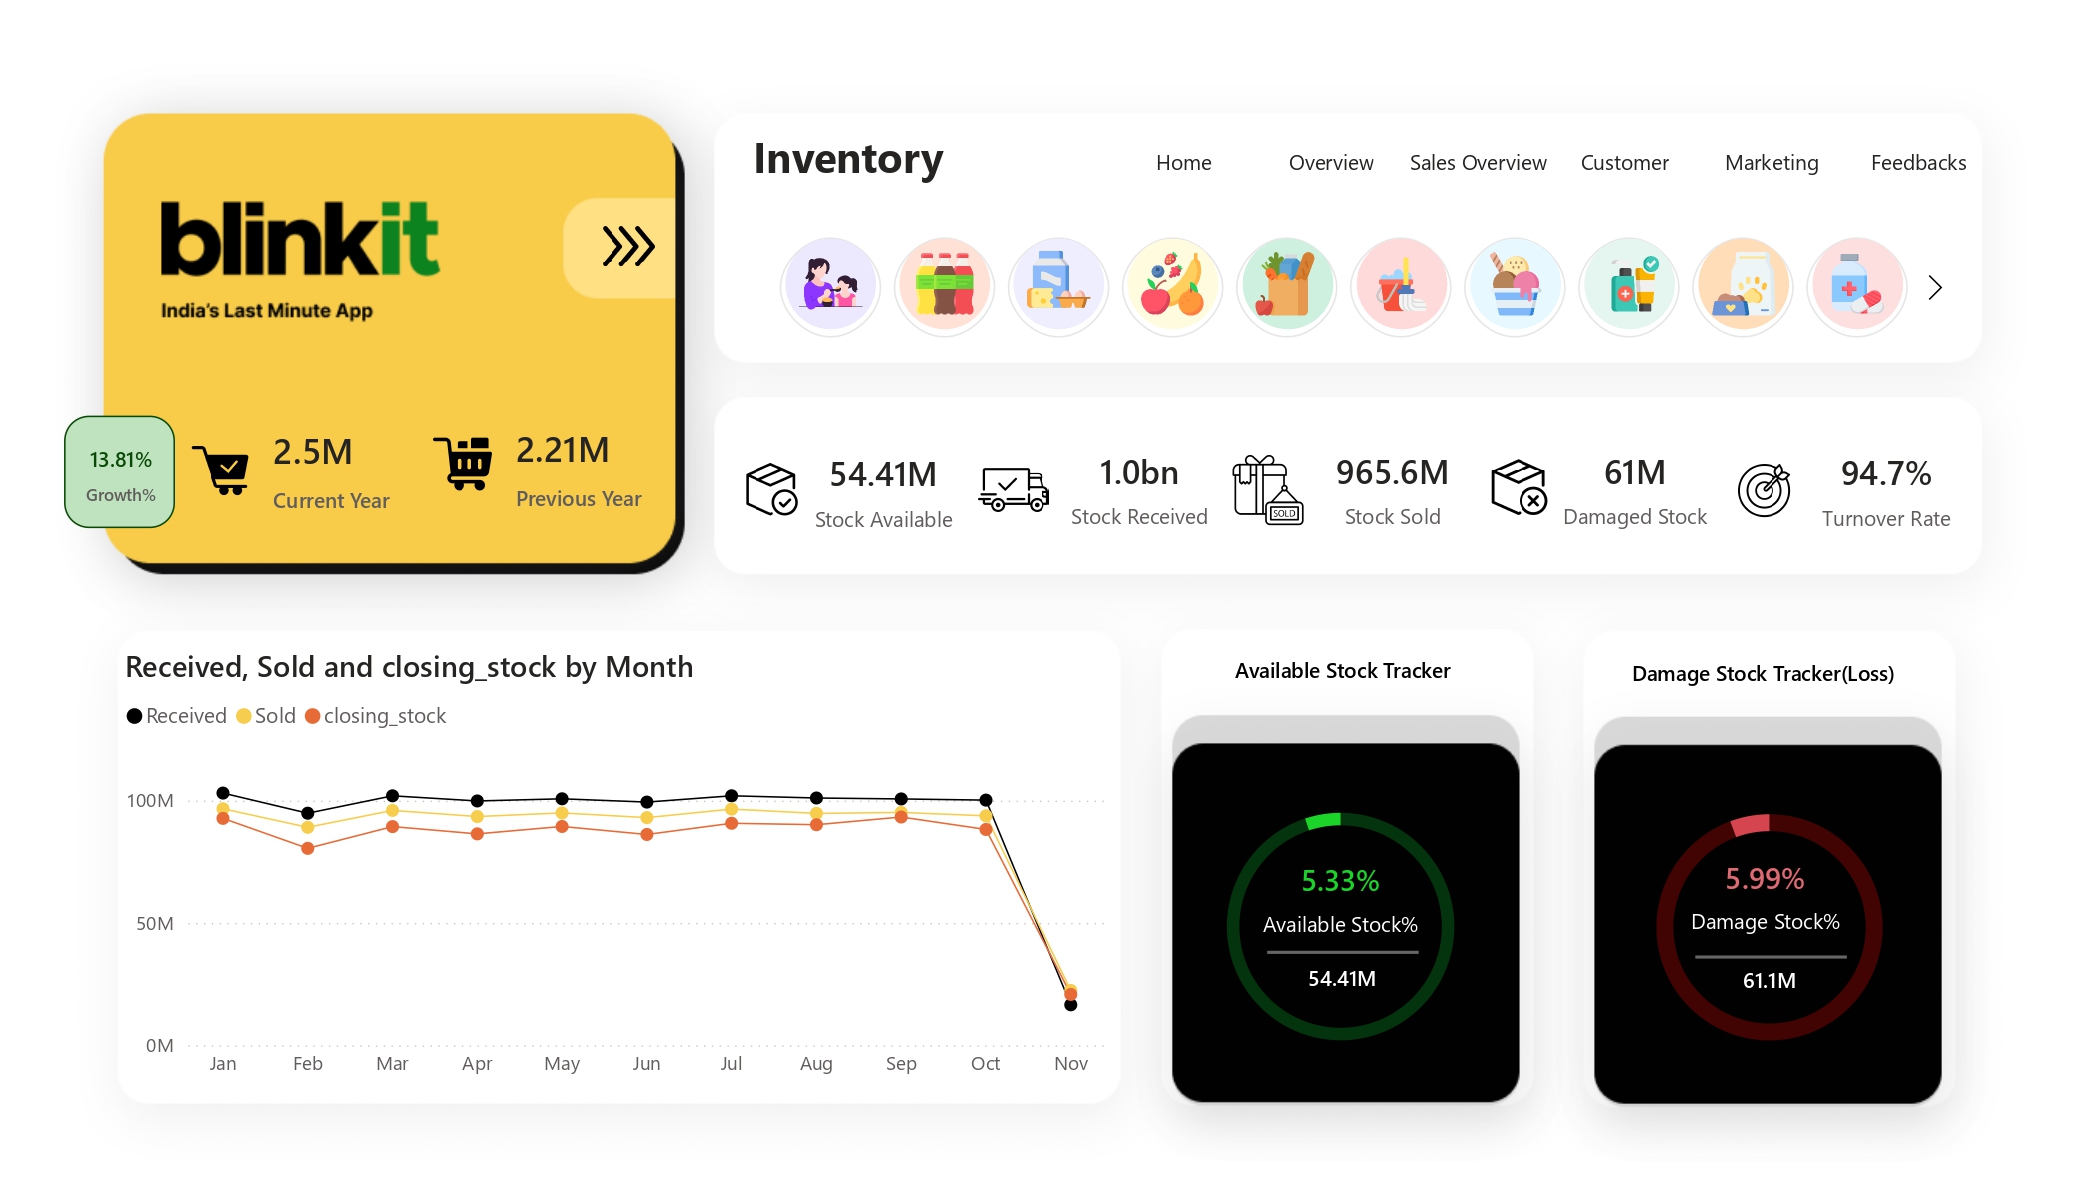 blinkit
India's Last Minute App
13.81%
Growth%
2.5M
Current Year
2.21M
Previous Year
Inventory
Home
Overview
Sales Overview
Customer
Marketing
Feedbacks
54.41M
Stock Available
1.0bn
Stock Received
SOLD
965.6M
Stock Sold
61M
Damaged Stock
94.7%
Turnover Rate
Received, Sold and closing_stock by Month
Received Sold closing_stock
100M
50M
0M
Jan Feb Mar Apr May Jun Jul Aug Sep Oct Nov
Available Stock Tracker
5.33%
Available Stock%
54.41M
Damage Stock Tracker(Loss)
5.99%
Damage Stock%
61.1M